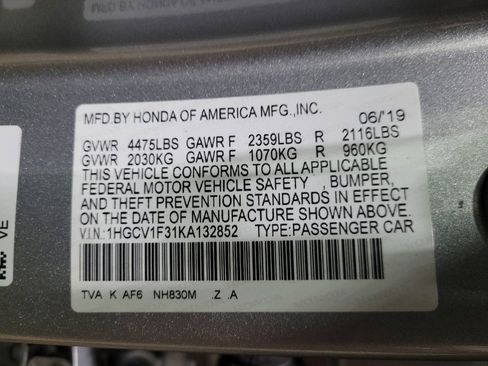 MFD.BY HONDA OF AMERICA MFG.,INC. 06/'19
GVWR 4475LBS GAWR F 2359LBS R 2116LBS
GVWR 2030KG GAWR F 1070KG R 960KG
THIS VEHICLE CONFORMS TO ALL APPLICABLE
FEDERAL MOTOR VEHICLE SAFETY , BUMPER,
AND THEFT PREVENTION STANDARDS IN EFFECT
ON THE DATE OF MANUFACTURE SHOWN ABOVE.
V.I.N.:1HGCV1F31KA132852 TYPE:PASSENGER CAR
TVA K AF6 NH830M .Z .A
VE